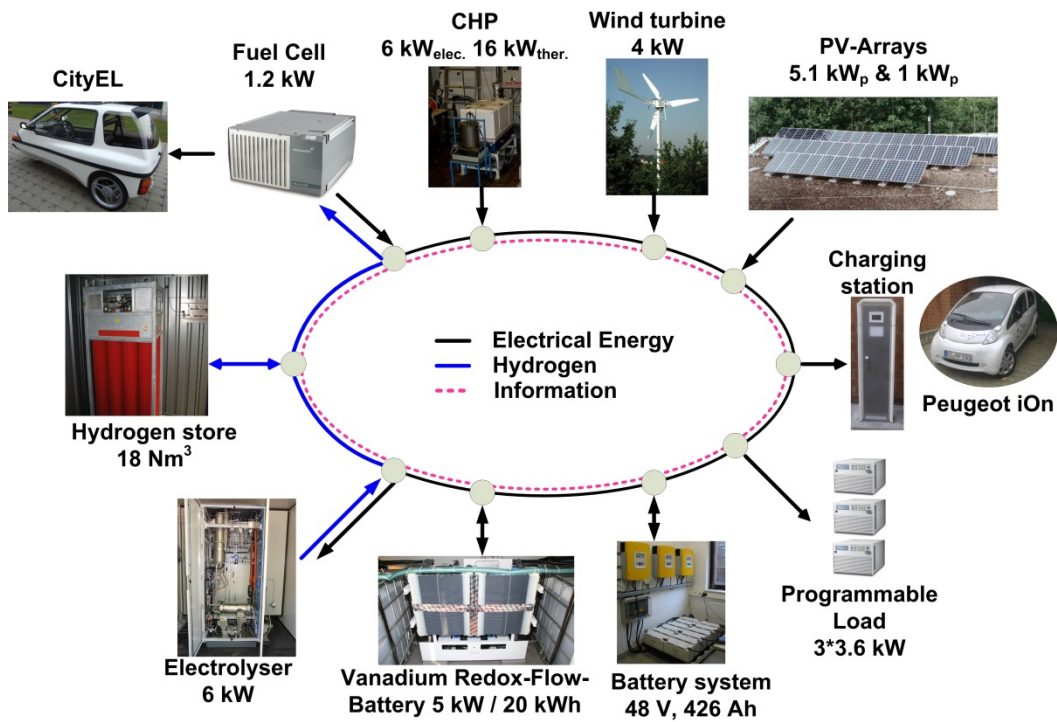 CityEL
Fuel Cell
1.2 kW
CHP
6 kWelec. 16 kWther.
Wind turbine
4 kW
PV-Arrays
5.1 kWp & 1 kWp
Charging
station
Peugeot iOn
Electrical Energy
Hydrogen
Information
Hydrogen store
18 Nm³
Programmable
Load
3*3.6 kW
Electrolyser
6 kW
Vanadium Redox-Flow-
Battery 5 kW / 20 kWh
Battery system
48 V, 426 Ah